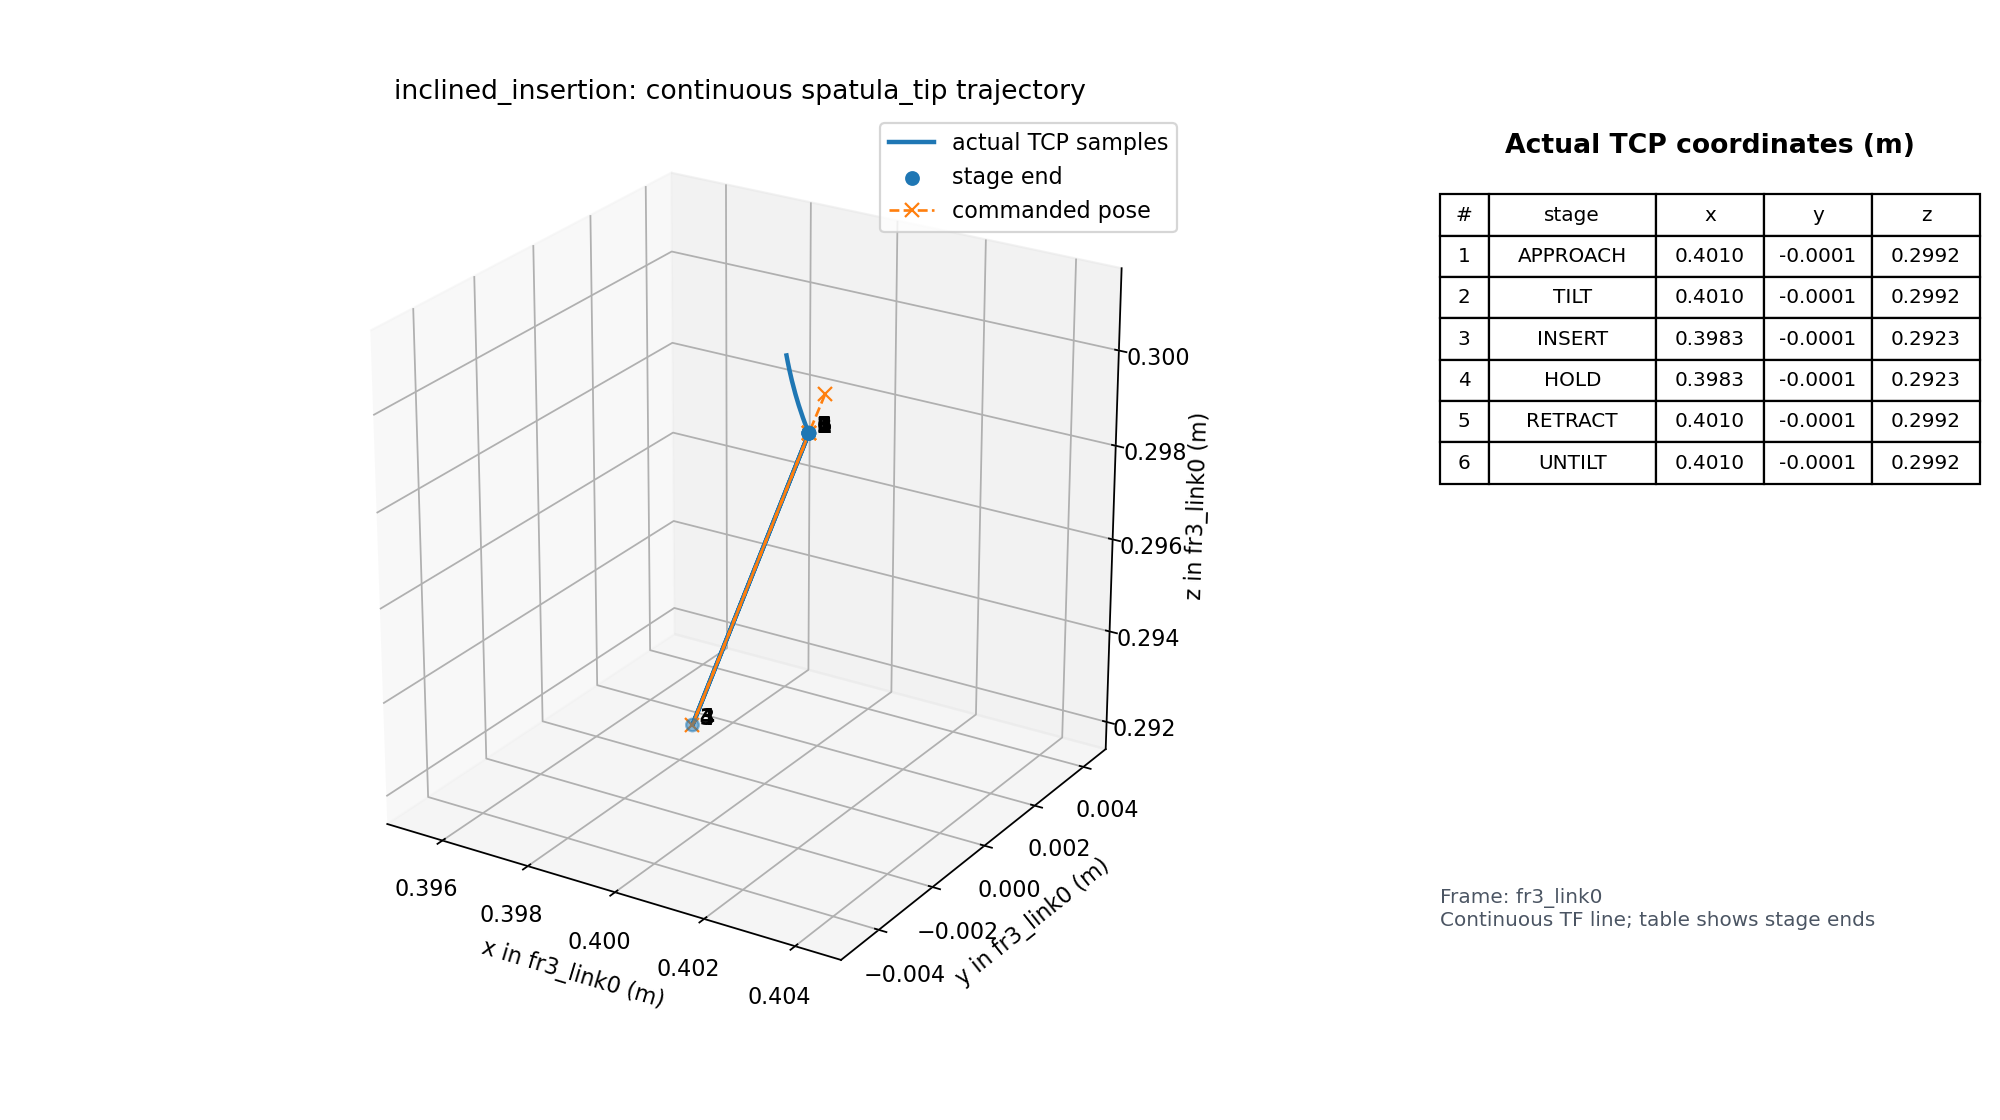 inclined_insertion: continuous spatula_tip trajectory
actual TCP samples
stage end
commanded pose
0.300
0.298
0.296
0.294
0.292
z in fr3_link0 (m)
0.004
0.002
0.000
−0.002
−0.004
y in fr3_link0 (m)
0.396
0.398
0.400
0.402
0.404
x in fr3_link0 (m)
Actual TCP coordinates (m)
# stage x y z
1 APPROACH 0.4010 -0.0001 0.2992
2 TILT 0.4010 -0.0001 0.2992
3 INSERT 0.3983 -0.0001 0.2923
4 HOLD 0.3983 -0.0001 0.2923
5 RETRACT 0.4010 -0.0001 0.2992
6 UNTILT 0.4010 -0.0001 0.2992
Frame: fr3_link0
Continuous TF line; table shows stage ends